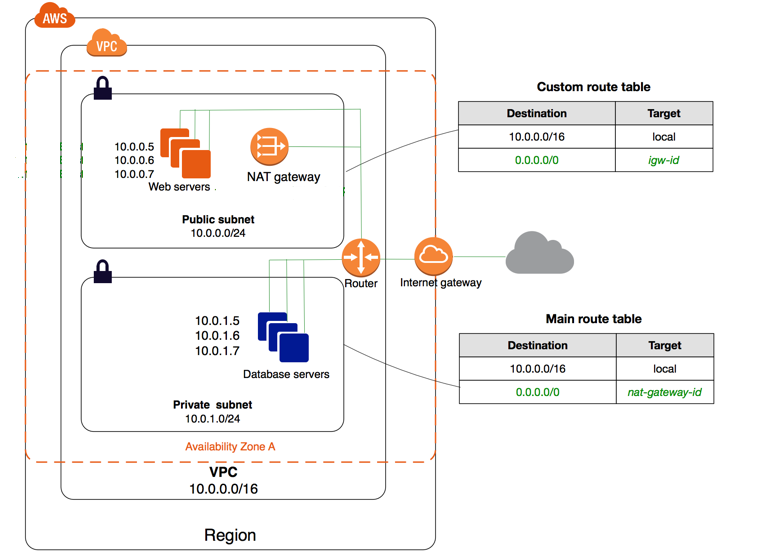 AWS
VPC
Custom route table
Destination Target
10.0.0.0/16 local
0.0.0.0/0 igw-id
10.0.0.5
10.0.0.6
10.0.0.7
Web servers
NAT gateway
Public subnet
10.0.0.0/24
Router
Internet gateway
Main route table
Destination Target
10.0.0.0/16 local
0.0.0.0/0 nat-gateway-id
10.0.1.5
10.0.1.6
10.0.1.7
Database servers
Private subnet
10.0.1.0/24
Availability Zone A
VPC
10.0.0.0/16
Region